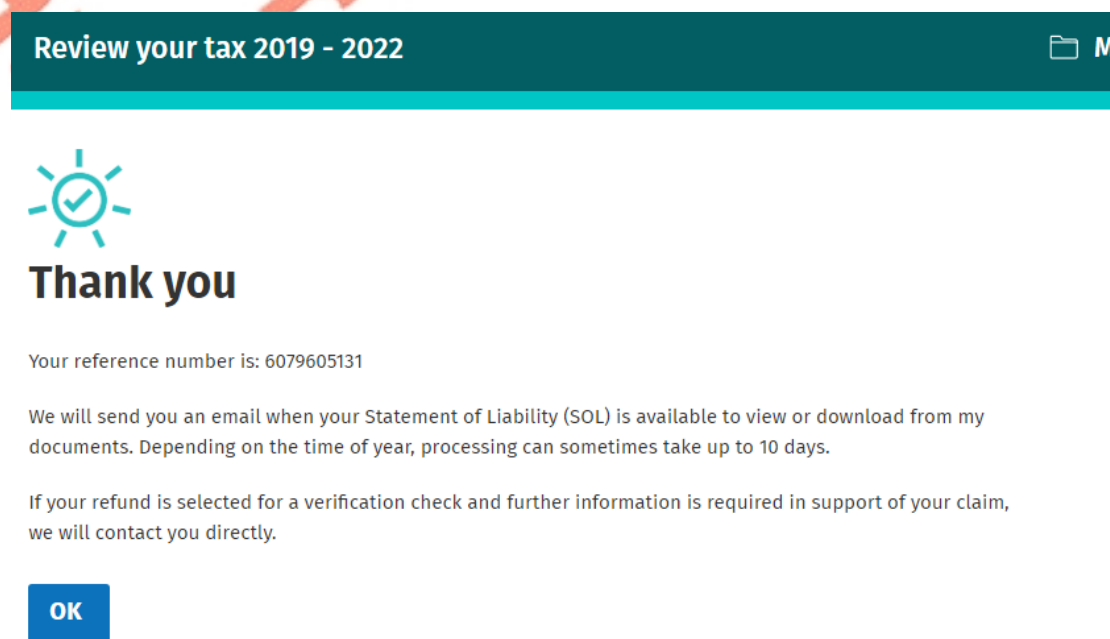 Review your tax 2019 - 2022
M
Thank you
Your reference number is: 6079605131
We will send you an email when your Statement of Liability (SOL) is available to view or download from my
documents. Depending on the time of year, processing can sometimes take up to 10 days.
If your refund is selected for a verification check and further information is required in support of your claim,
we will contact you directly.
OK